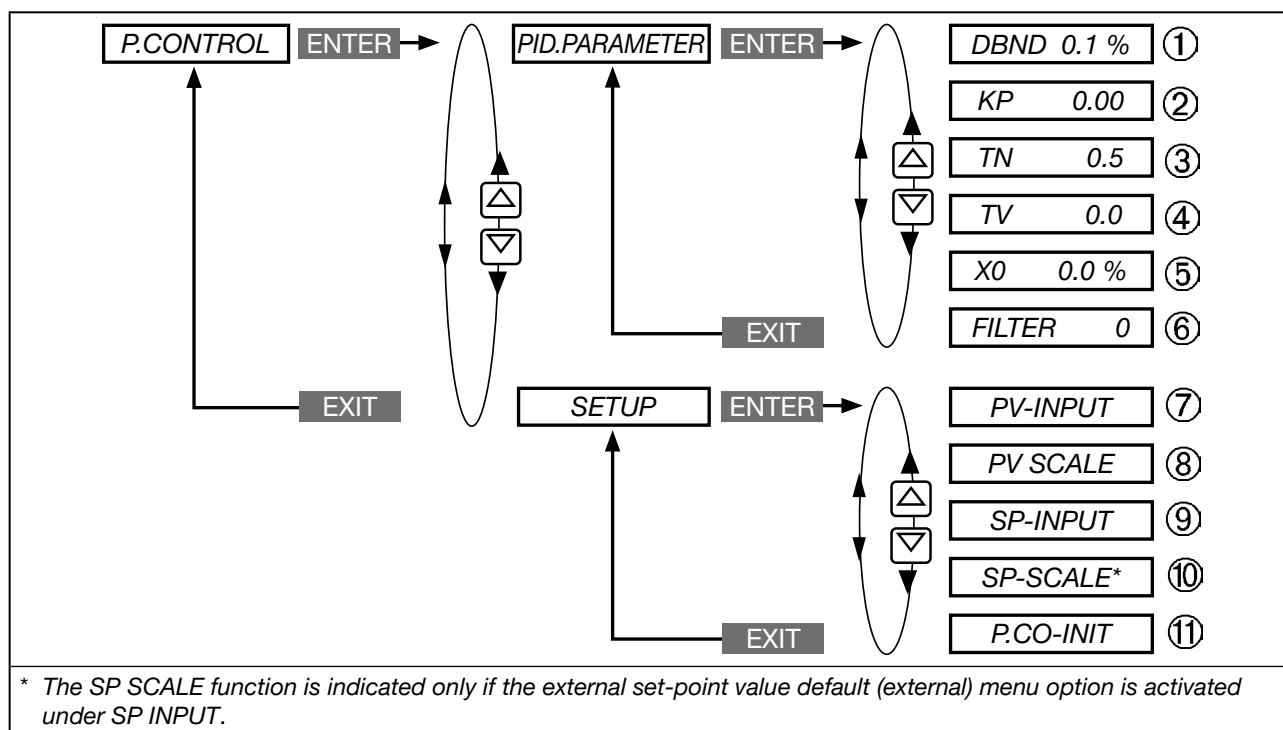 P.CONTROL ENTER PID.PARAMETER ENTER DBND 0.1 % ①
KP 0.00 ②
TN 0.5 ③
TV 0.0 ④
X0 0.0 % ⑤
EXIT FILTER 0 ⑥
EXIT SETUP ENTER PV-INPUT ⑦
PV SCALE ⑧
SP-INPUT ⑨
SP-SCALE* ⑩
EXIT P.CO-INIT ⑪
* The SP SCALE function is indicated only if the external set-point value default (external) menu option is activated
under SP INPUT.